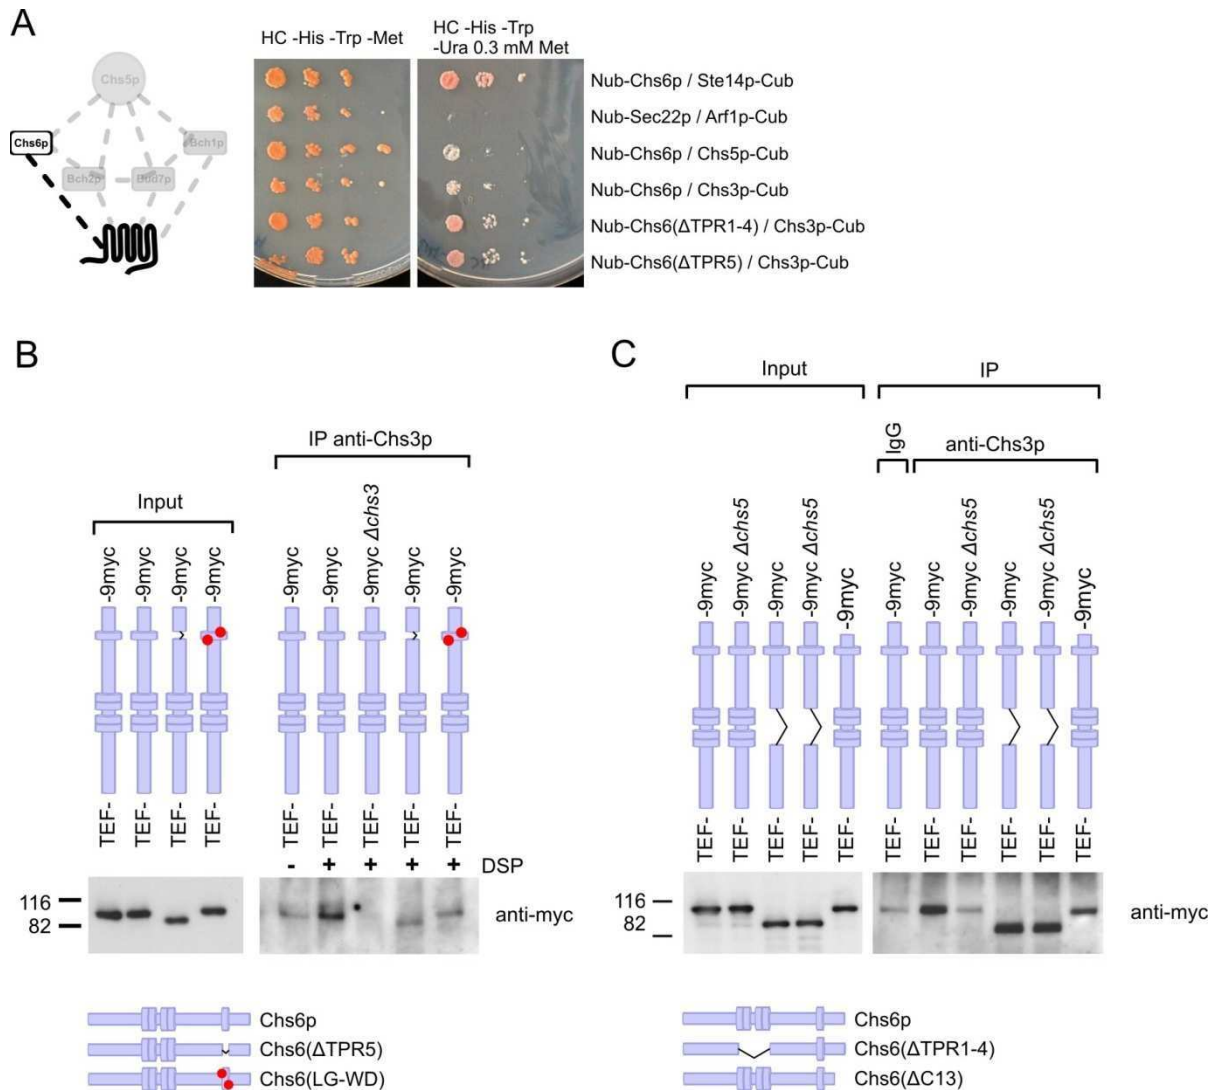 A
HC -His -Trp -Met
HC -His -Trp
-Ura 0.3 mM Met
Chs5p
Chs6p
Bch1p
Bch2p
Bud7p
Nub-Chs6p / Ste14p-Cub
Nub-Sec22p / Arf1p-Cub
Nub-Chs6p / Chs5p-Cub
Nub-Chs6p / Chs3p-Cub
Nub-Chs6(ΔTPR1-4) / Chs3p-Cub
Nub-Chs6(ΔTPR5) / Chs3p-Cub
B
Input
IP anti-Chs3p
-9myc
-9myc
-9myc
-9myc
-9myc
-9myc
-9myc Δchs3
-9myc
-9myc
TEF-
TEF-
TEF-
TEF-
TEF-
TEF-
TEF-
TEF-
TEF-
- + + + + DSP
116
82
anti-myc
Chs6p
Chs6(ΔTPR5)
Chs6(LG-WD)
C
Input
IP
IgG
anti-Chs3p
-9myc
-9myc Δchs5
-9myc
-9myc Δchs5
-9myc
-9myc
-9myc
-9myc Δchs5
-9myc
-9myc Δchs5
-9myc
TEF-
TEF-
TEF-
TEF-
TEF-
TEF-
TEF-
TEF-
TEF-
TEF-
TEF-
116
82
anti-myc
Chs6p
Chs6(ΔTPR1-4)
Chs6(ΔC13)